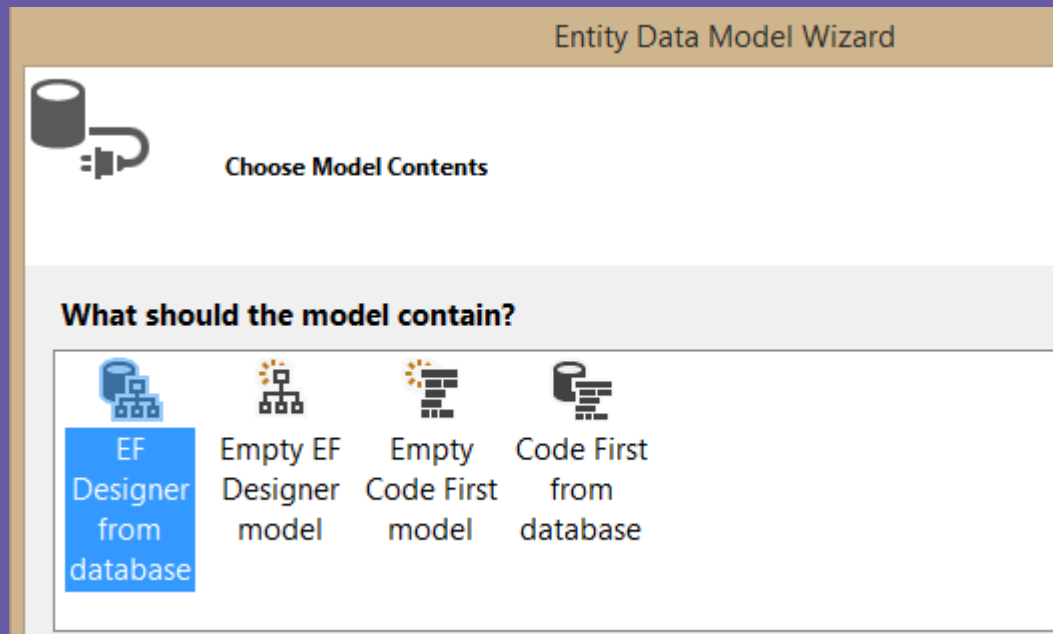 Entity Data Model Wizard
Choose Model Contents
What should the model contain?
EF
Designer
from
database
Empty EF
Designer
model
Empty
Code First
model
Code First
from
database